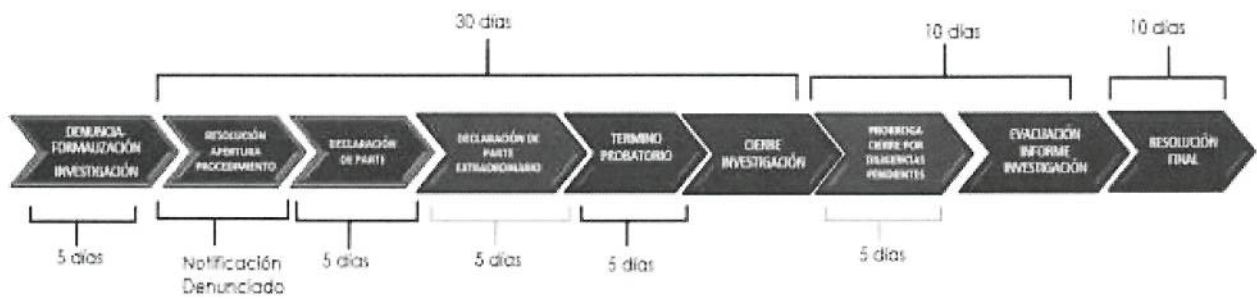 30 días
10 días
10 días
DENUNCIA-
FORMALIZACIÓN
INVESTIGACIÓN
RESOLUCIÓN
APERTURA
PROCEDIMIENTO
DECLARACIÓN
DE PARTE
DECLARACIÓN DE
PARTE
EXTRAORDINARIO
TERMINO
PROBATORIO
CIERRE
INVESTIGACIÓN
PRORROGA
CIERRE POR
DILIGENCIAS
PENDIENTES
EVACUACIÓN
INFORME
INVESTIGACIÓN
RESOLUCIÓN
FINAL
5 días
Notificación
Denunciado
5 días
5 días
5 días
5 días